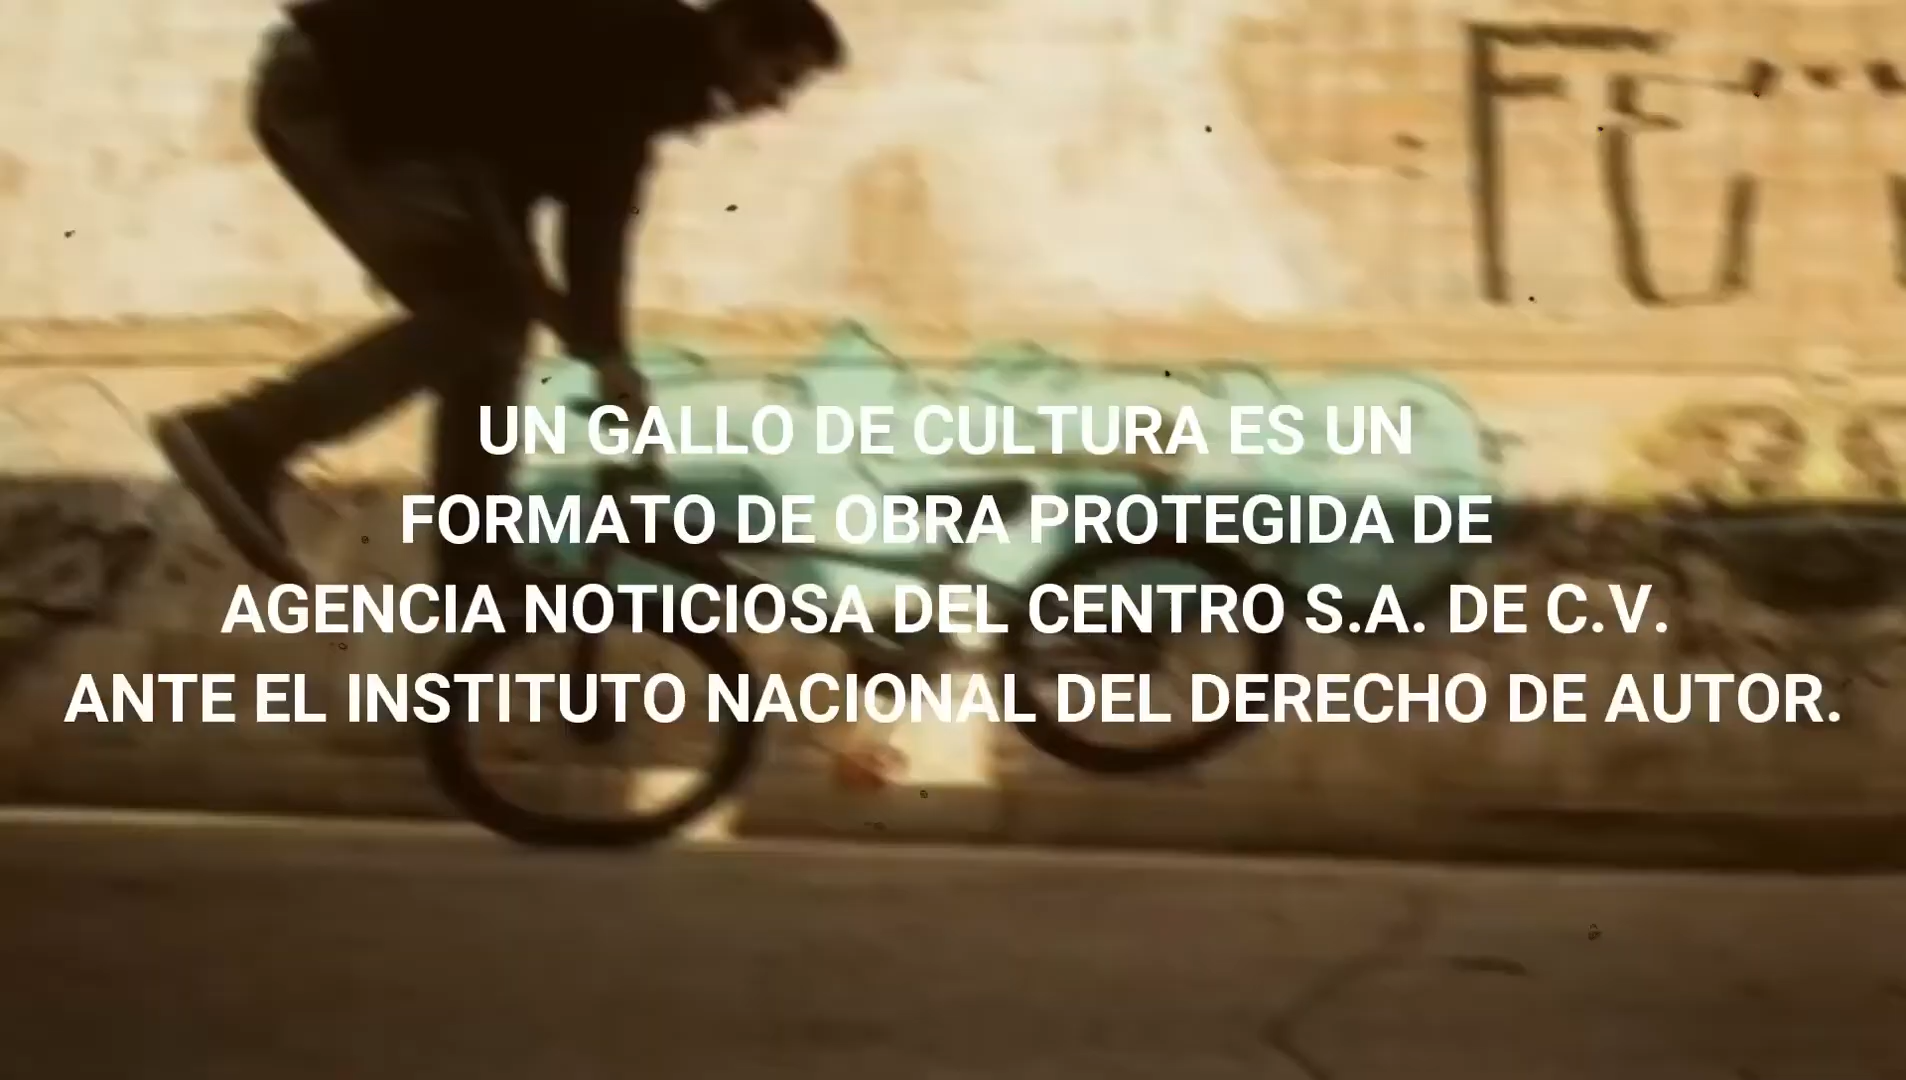 UN GALLO DE CULTURA ES UN
FORMATO DE OBRA PROTEGIDA DE
AGENCIA NOTICIOSA DEL CENTRO S.A. DE C.V.
ANTE EL INSTITUTO NACIONAL DEL DERECHO DE AUTOR.